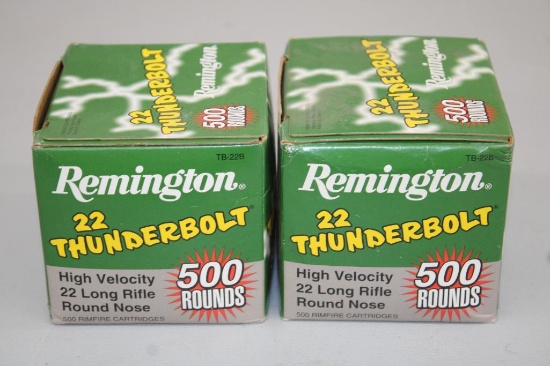 Remington
22
THUNDERBOLT
500
ROUNDS
TB-22B
Remington®
22
THUNDERBOLT
High Velocity
22 Long Rifle
Round Nose
500
ROUNDS
500 RIMFIRE CARTRIDGES
Remington
22
THUNDERBOLT
500
ROUNDS
TB-22B
Remington®
22
THUNDERBOLT
High Velocity
22 Long Rifle
Round Nose
500
ROUNDS
500 RIMFIRE CARTRIDGES